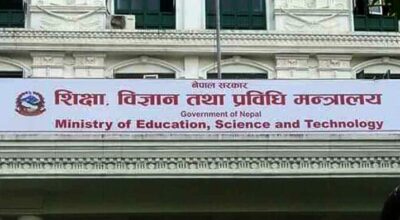 नेपाल सरकार
शिक्षा, विज्ञान तथा प्रविधि मन्त्रालय
Government of Nepal
Ministry of Education, Science and Technology